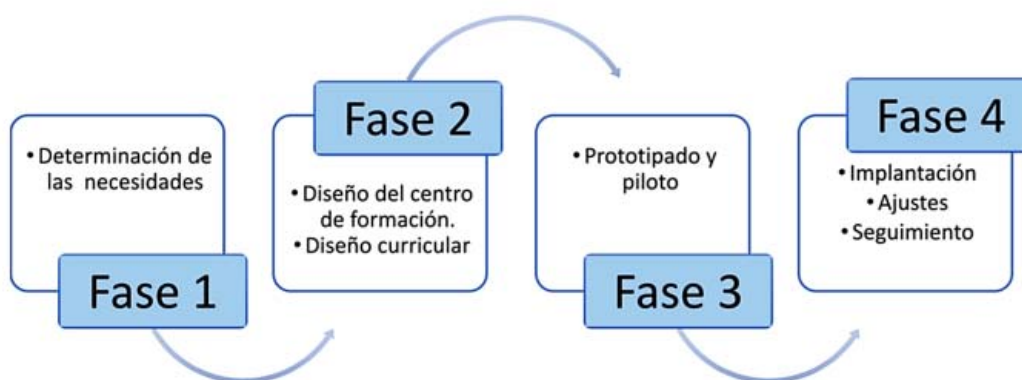 Fase 1
• Determinación de
las necesidades
Fase 2
• Diseño del centro
de formación.
• Diseño curricular
Fase 3
• Prototipado y
piloto
Fase 4
• Implantación
• Ajustes
• Seguimiento